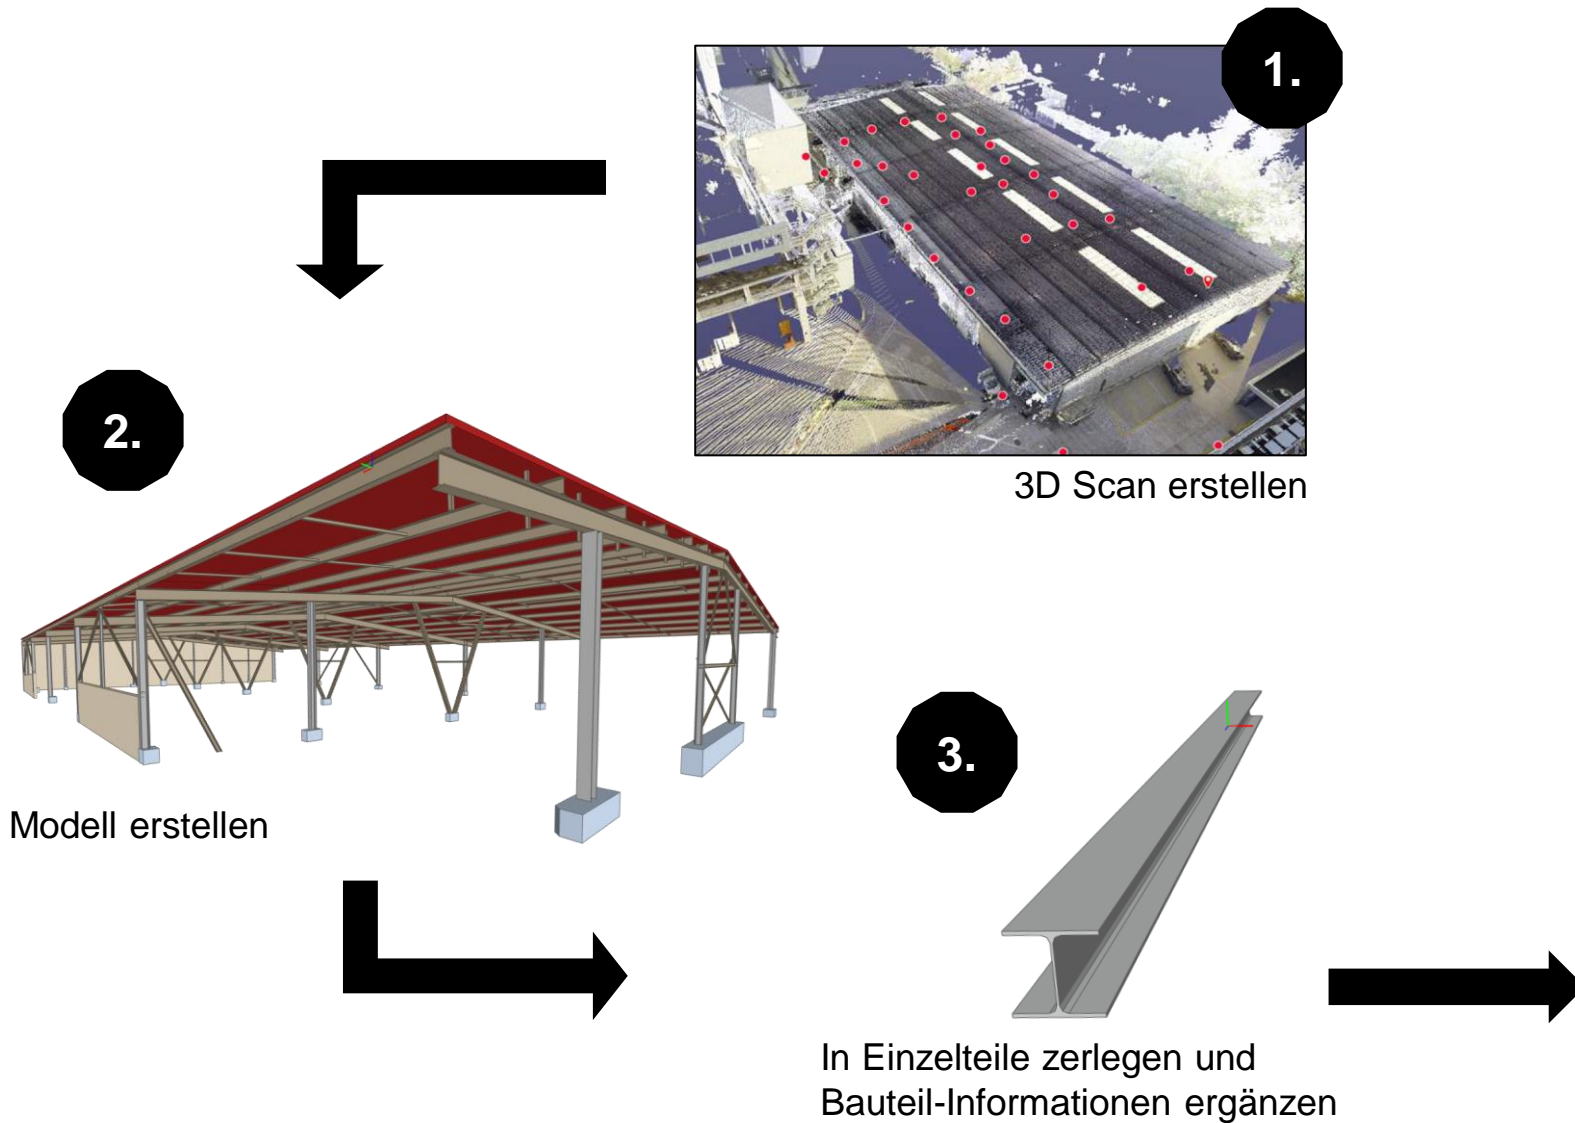 1.
3D Scan erstellen
2.
Modell erstellen
3.
In Einzelteile zerlegen und
Bauteil-Informationen ergänzen